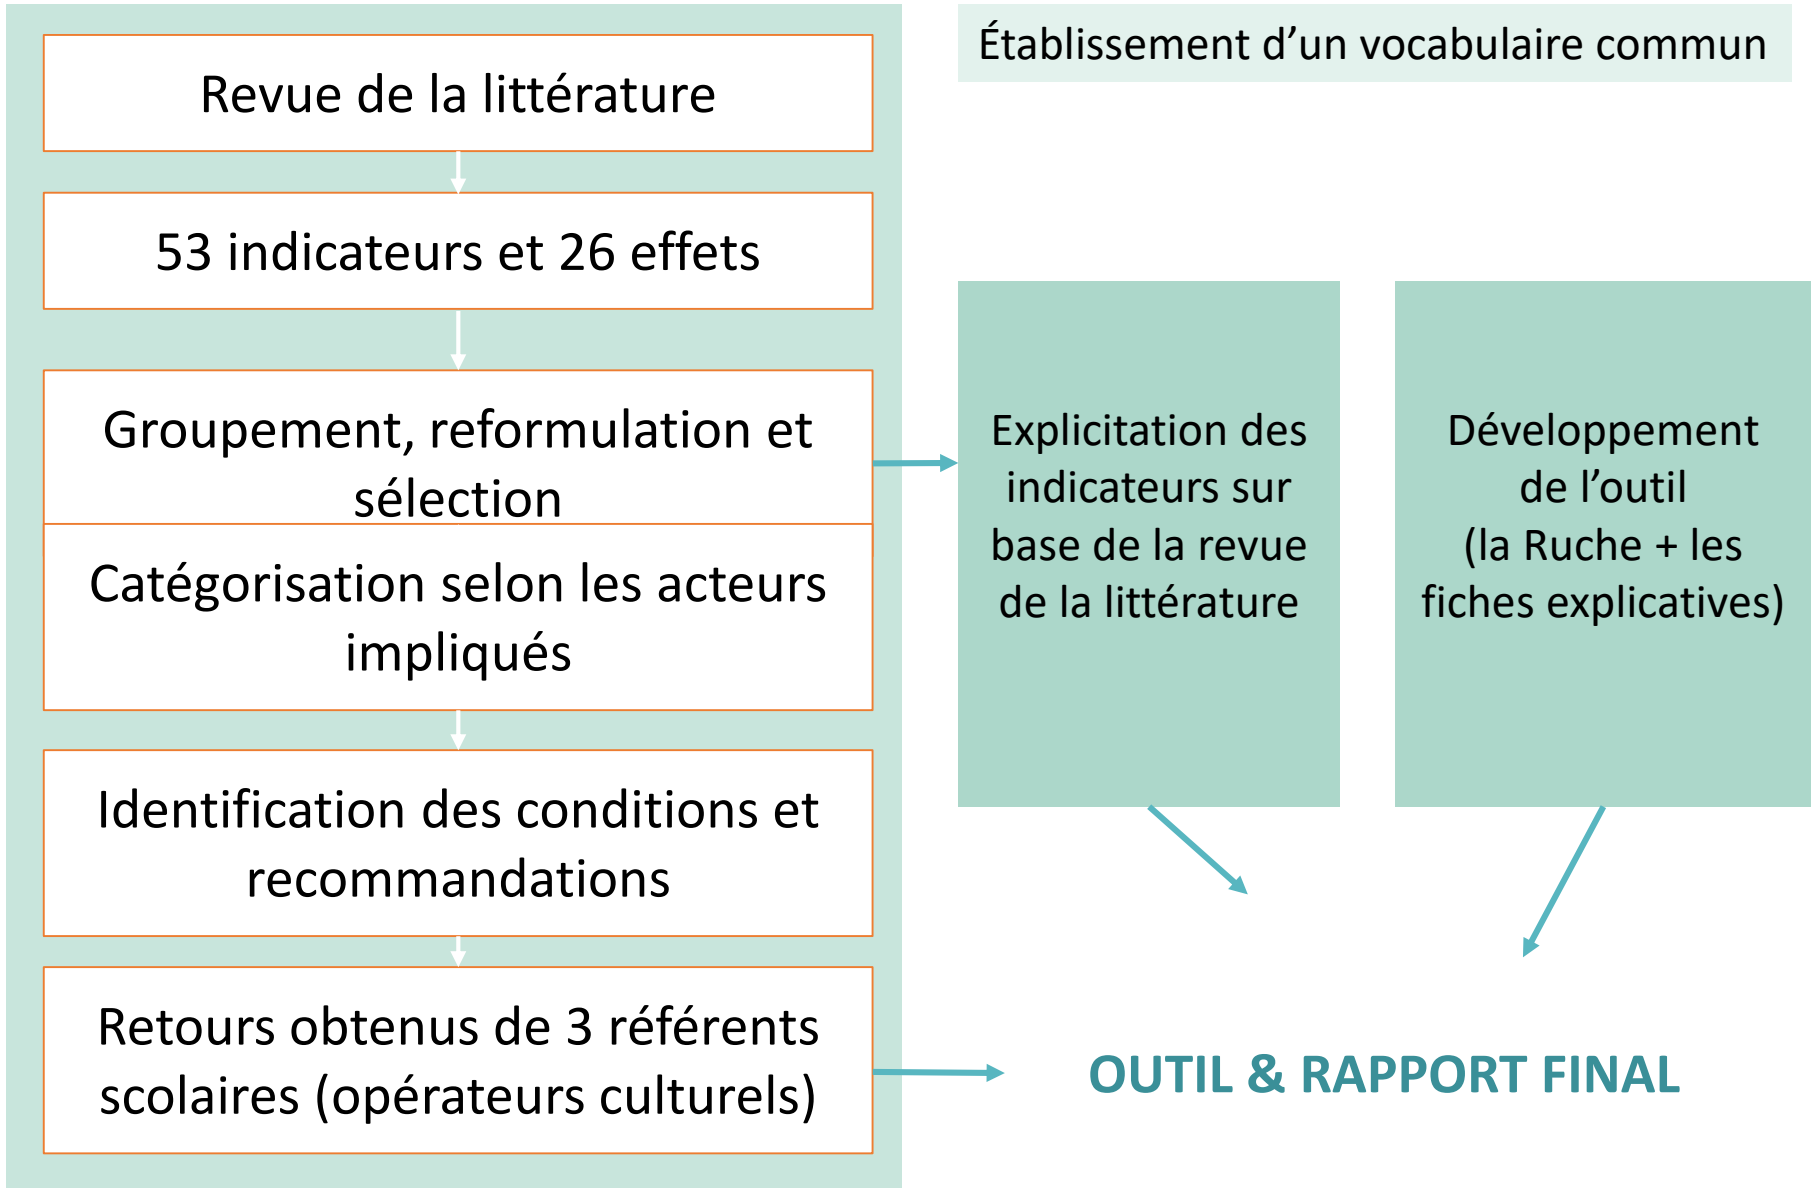 Revue de la littérature
53 indicateurs et 26 effets
Groupement, reformulation et
sélection
Catégorisation selon les acteurs
impliqués
Identification des conditions et
recommandations
Retours obtenus de 3 référents
scolaires (opérateurs culturels)
Établissement d’un vocabulaire commun
Explicitation des
indicateurs sur
base de la revue
de la littérature
Développement
de l’outil
(la Ruche + les
fiches explicatives)
OUTIL & RAPPORT FINAL